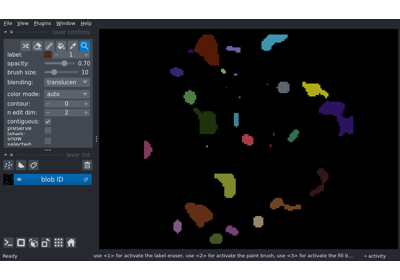 File View Plugins Window Help
layer controls
label: 1
opacity: 0.70
brush size: 10
blending: translucen
color mode: auto
contour: 0
n edit dim: 2
contiguous:
preserve labels:
show selected:
layer list
blob ID
Ready
use <1> for activate the label eraser, use <2> for activate the paint brush, use <3> for activate the fill b...
activity